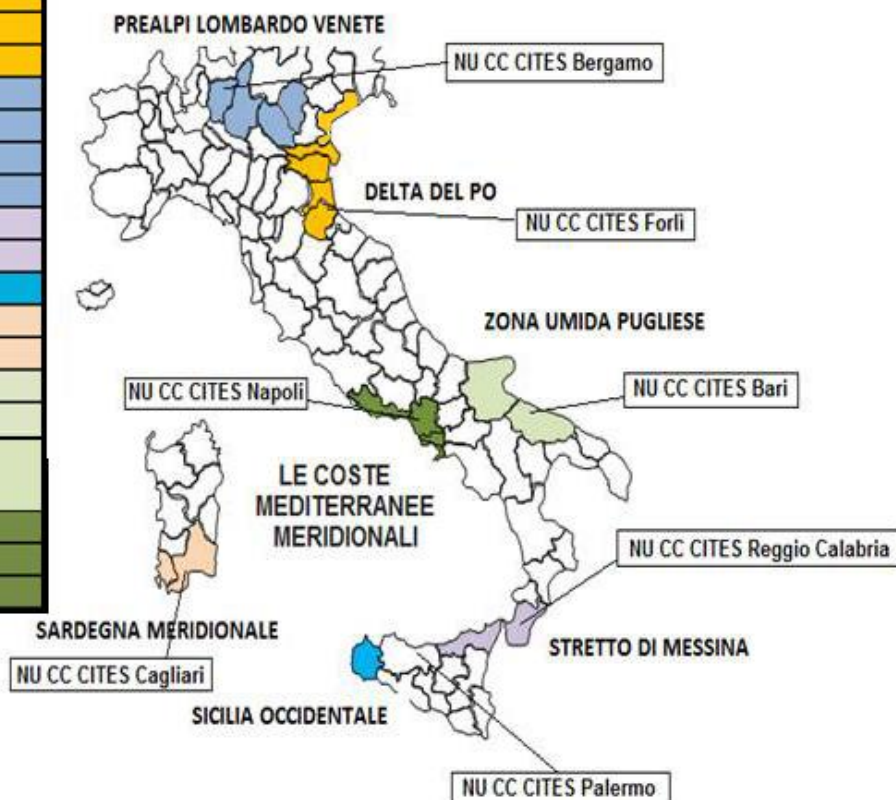 PREALPI LOMBARDO VENETE
NU CC CITES Bergamo
DELTA DEL PO
NU CC CITES Forlì
ZONA UMIDA PUGLIESE
NU CC CITES Napoli
NU CC CITES Bari
LE COSTE
MEDITERRANEE
MERIDIONALI
NU CC CITES Reggio Calabria
SARDEGNA MERIDIONALE
STRETTO DI MESSINA
NU CC CITES Cagliari
SICILIA OCCIDENTALE
NU CC CITES Palermo